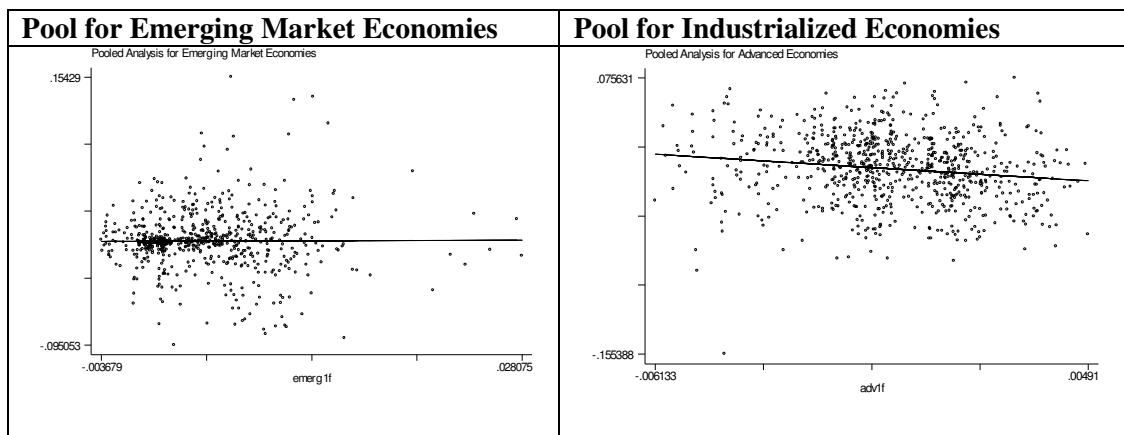 Pool for Emerging Market Economies
Pooled Analysis for Emerging Market Economies
.15429
-.095053
-.003679
.028075
emerg1f
Pool for Industrialized Economies
Pooled Analysis for Advanced Economies
.075631
-.155388
-.006133
.00491
adv1f